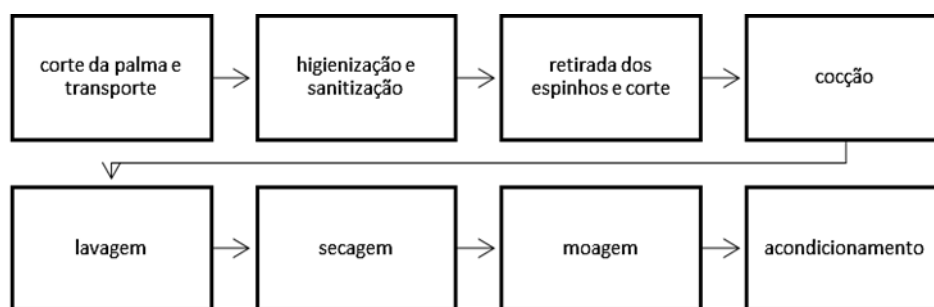 corte da palma e
transporte
higienização e
sanitização
retirada dos
espinhos e corte
cocção
lavagem
secagem
moagem
acondicionamento